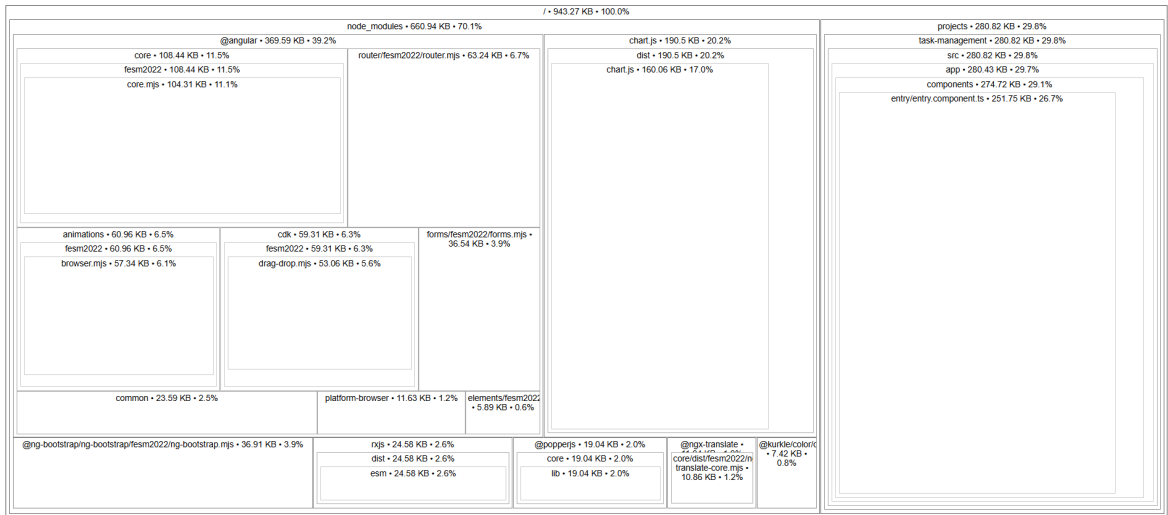 / • 943.27 KB • 100.0%
node_modules • 660.94 KB • 70.1%
@angular • 369.59 KB • 39.2%
core • 108.44 KB • 11.5%
fesm2022 • 108.44 KB • 11.5%
core.mjs • 104.31 KB • 11.1%
router/fesm2022/router.mjs • 63.24 KB • 6.7%
animations • 60.96 KB • 6.5%
fesm2022 • 60.96 KB • 6.5%
browser.mjs • 57.34 KB • 6.1%
cdk • 59.31 KB • 6.3%
fesm2022 • 59.31 KB • 6.3%
drag-drop.mjs • 53.06 KB • 5.6%
forms/fesm2022/forms.mjs •
36.54 KB • 3.9%
common • 23.59 KB • 2.5%
platform-browser • 11.63 KB • 1.2%
elements/fesm2022
• 5.89 KB • 0.6%
chart.js • 190.5 KB • 20.2%
dist • 190.5 KB • 20.2%
chart.js • 160.06 KB • 17.0%
@ng-bootstrap/ng-bootstrap/fesm2022/ng-bootstrap.mjs • 36.91 KB • 3.9%
rxjs • 24.58 KB • 2.6%
dist • 24.58 KB • 2.6%
esm • 24.58 KB • 2.6%
@popperjs • 19.04 KB • 2.0%
core • 19.04 KB • 2.0%
lib • 19.04 KB • 2.0%
@ngx-translate •
core/dist/fesm2022/n
translate-core.mjs •
10.86 KB • 1.2%
@kurkle/color/
• 7.42 KB •
0.8%
projects • 280.82 KB • 29.8%
task-management • 280.82 KB • 29.8%
src • 280.82 KB • 29.8%
app • 280.43 KB • 29.7%
components • 274.72 KB • 29.1%
entry/entry.component.ts • 251.75 KB • 26.7%